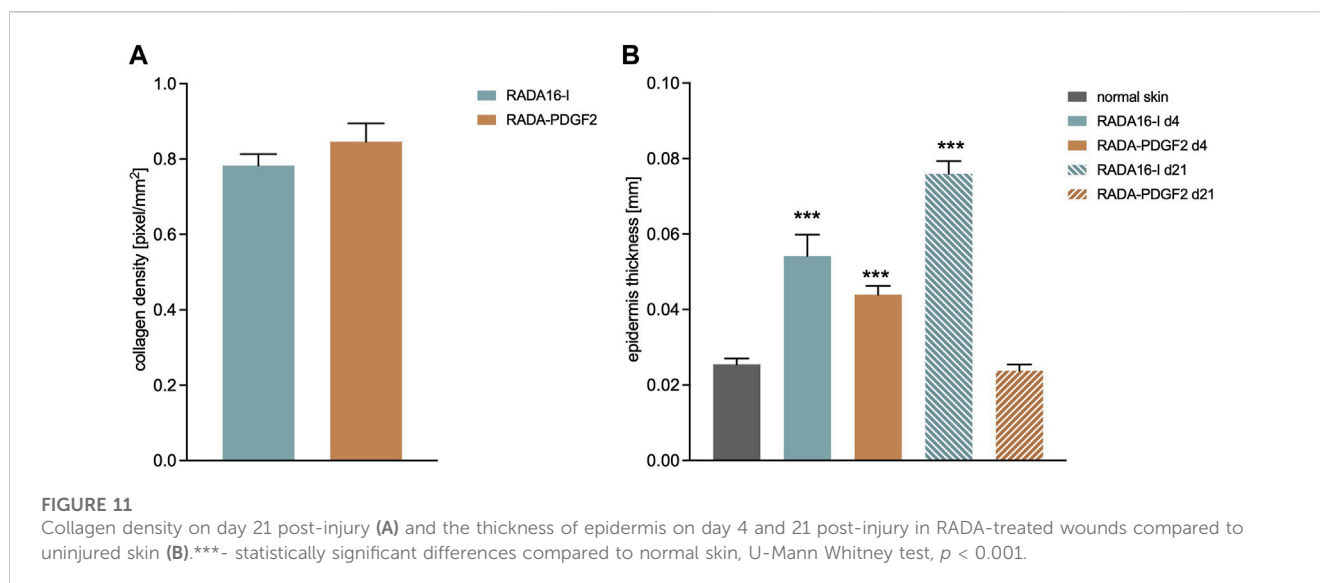 A
collagen density [pixel/mm²]
1.0
0.8
0.6
0.4
0.2
0.0
RADA16-I
RADA-PDGF2
B
epidermis thickness [mm]
0.10
0.08
0.06
0.04
0.02
0.00
***
***
***
normal skin
RADA16-I d4
RADA-PDGF2 d4
RADA16-I d21
RADA-PDGF2 d21
FIGURE 11
Collagen density on day 21 post-injury (A) and the thickness of epidermis on day 4 and 21 post-injury in RADA-treated wounds compared to
uninjured skin (B).***- statistically significant differences compared to normal skin, U-Mann Whitney test, p < 0.001.